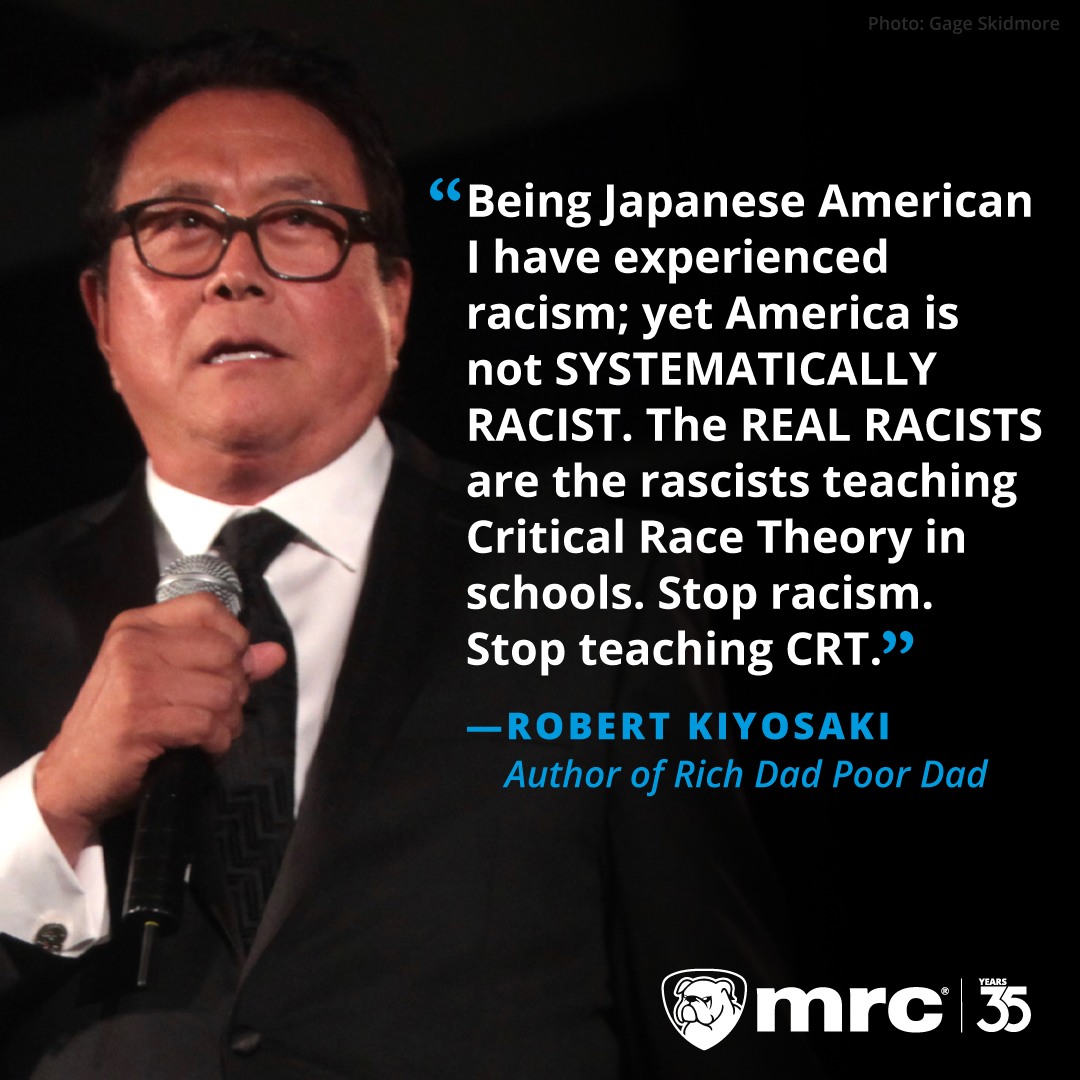 Photo: Gage Skidmore
“Being Japanese American
I have experienced
racism; yet America is
not SYSTEMATICALLY
RACIST. The REAL RACISTS
are the rascists teaching
Critical Race Theory in
schools. Stop racism.
Stop teaching CRT.”
—ROBERT KIYOSAKI
Author of Rich Dad Poor Dad
mrc® | YEARS 35